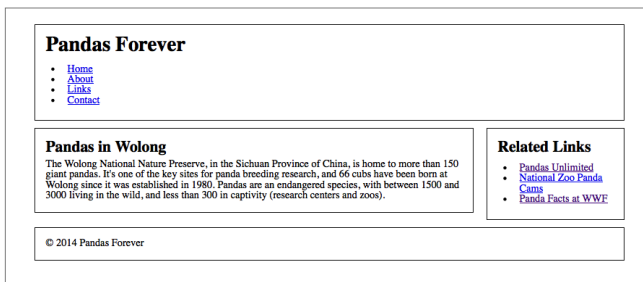 Pandas Forever
Home
About
Links
Contact
Pandas in Wolong
The Wolong National Nature Preserve, in the Sichuan Province of China, is home to more than 150
giant pandas. It's one of the key sites for panda breeding research, and 66 cubs have been born at
Wolong since it was established in 1980. Pandas are an endangered species, with between 1500 and
3000 living in the wild, and less than 300 in captivity (research centers and zoos).
Related Links
Pandas Unlimited
National Zoo Panda
Cams
Panda Facts at WWF
© 2014 Pandas Forever